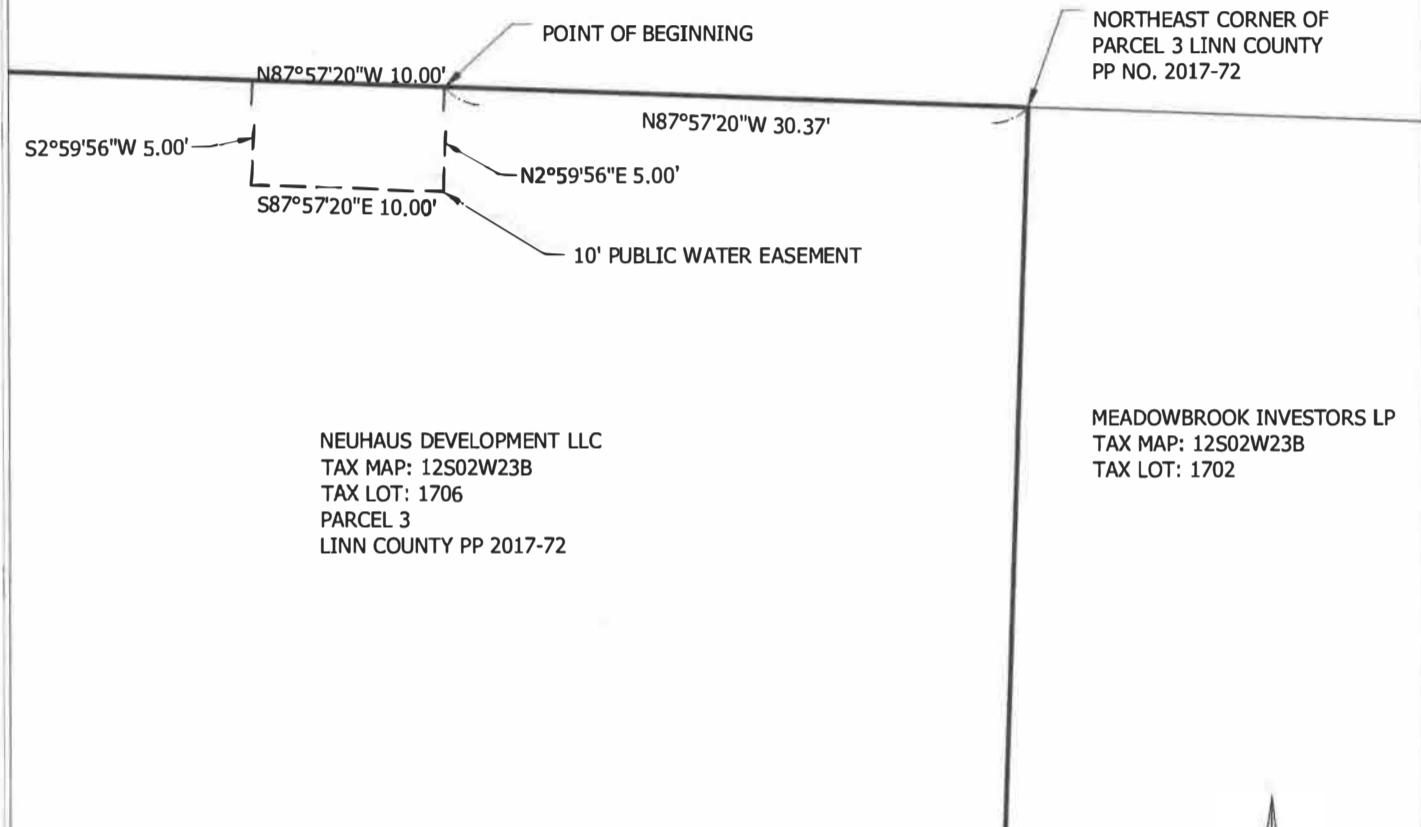 POINT OF BEGINNING
NORTHEAST CORNER OF
PARCEL 3 LINN COUNTY
PP NO. 2017-72
N87°57'20"W 10.00'
N87°57'20"W 30.37'
S2°59'56"W 5.00'
N2°59'56"E 5.00'
S87°57'20"E 10.00'
10' PUBLIC WATER EASEMENT
NEUHAUS DEVELOPMENT LLC
TAX MAP: 12S02W23B
TAX LOT: 1706
PARCEL 3
LINN COUNTY PP 2017-72
MEADOWBROOK INVESTORS LP
TAX MAP: 12S02W23B
TAX LOT: 1702